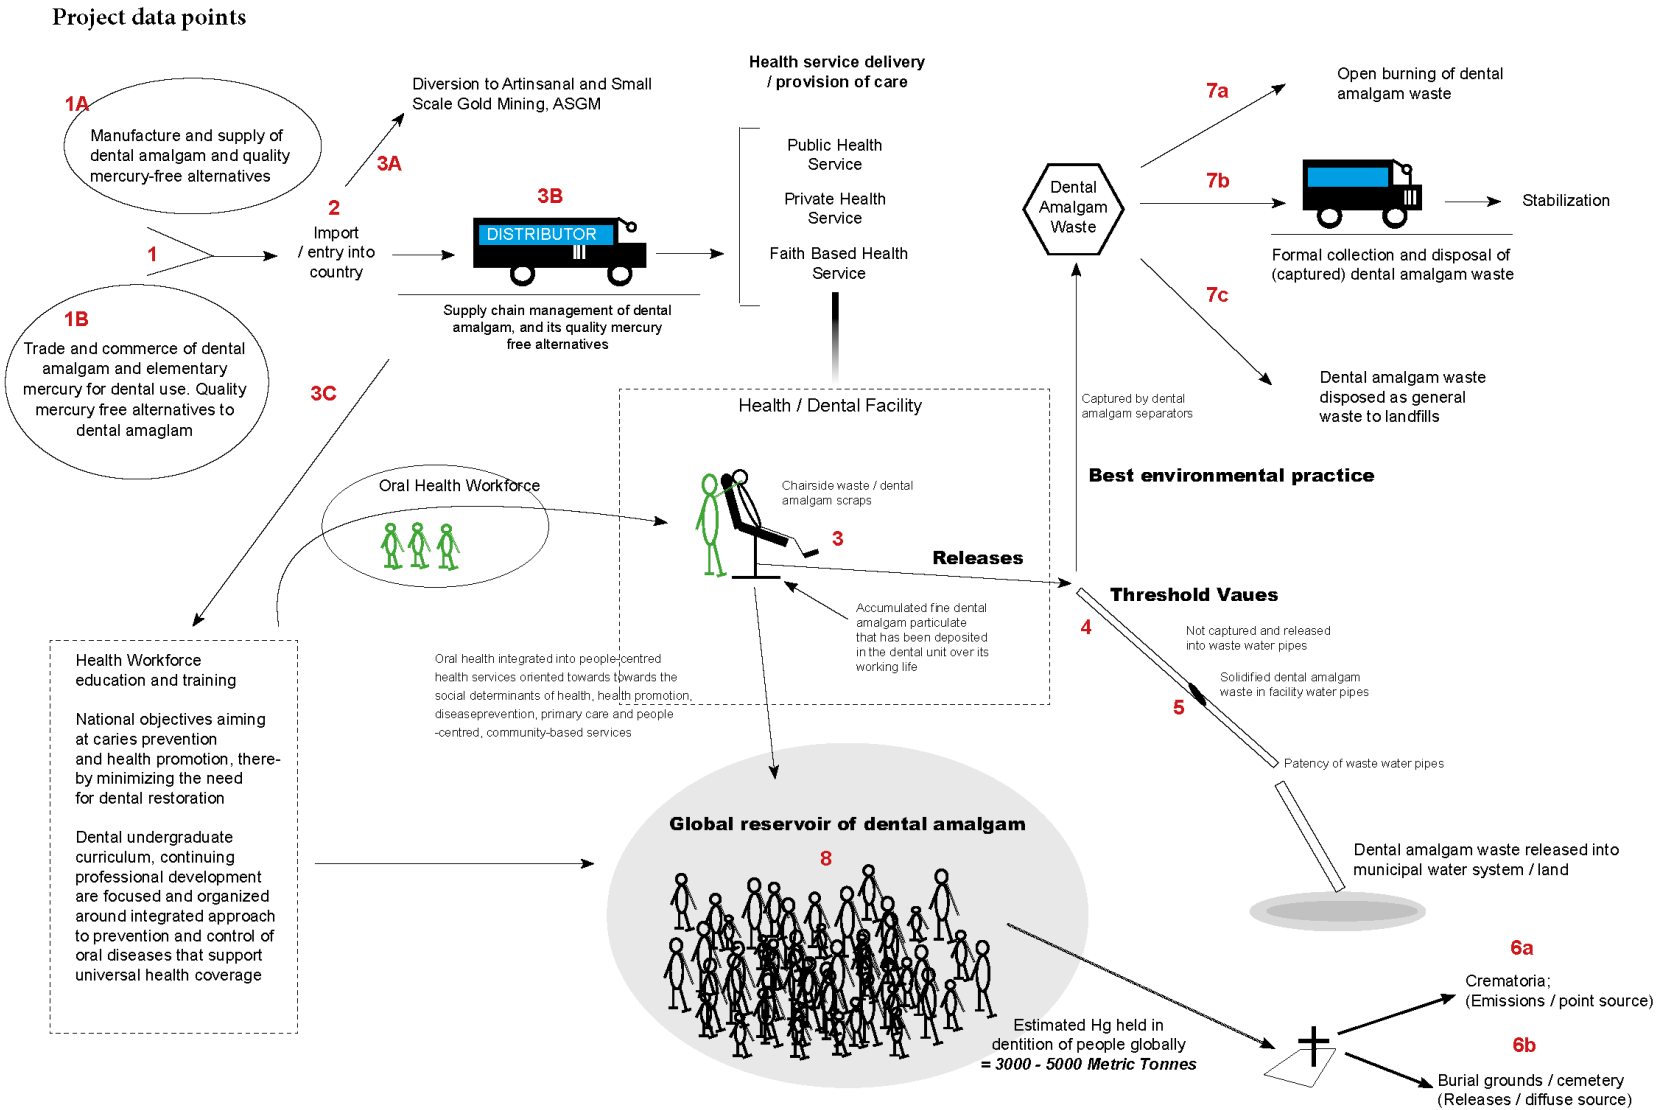 Project data points
1A
Manufacture and supply of
dental amalgam and quality
mercury-free alternatives
1
1B
Trade and commerce of dental
amalgam and elementary
mercury for dental use. Quality
mercury free alternatives to
dental amaglam
2
Import
/ entry into
country
3A
Diversion to Artinsanal and Small
Scale Gold Mining, ASGM
3B
DISTRIBUTOR
Supply chain management of dental
amalgam, and its quality mercury
free alternatives
3C
Health service delivery
/ provision of care
Public Health
Service
Private Health
Service
Faith Based Health
Service
Health / Dental Facility
Chairside waste / dental
amalgam scraps
3
Releases
Accumulated fine dental
amalgam particulate
that has been deposited
in the dental unit over its
working life
Oral Health Workforce
Oral health integrated into people-centred
health services oriented towards towards the
social determinants of health, health promotion,
diseaseprevention, primary care and people
-centred, community-based services
Health Workforce
education and training
National objectives aiming
at caries prevention
and health promotion, there-
by minimizing the need
for dental restoration
Dental undergraduate
curriculum, continuing
professional development
are focused and organized
around integrated approach
to prevention and control of
oral diseases that support
universal health coverage
Dental
Amalgam
Waste
Captured by dental
amalgam separators
7a
Open burning of dental
amalgam waste
7b
Stabilization
Formal collection and disposal of
(captured) dental amalgam waste
7c
Dental amalgam waste
disposed as general
waste to landfills
Best environmental practice
Threshold Vaues
4
Not captured and released
into waste water pipes
Solidified dental amalgam
waste in facility water pipes
5
Patency of waste water pipes
Dental amalgam waste released into
municipal water system / land
Global reservoir of dental amalgam
8
Estimated Hg held in
dentition of people globally
= 3000 - 5000 Metric Tonnes
6a
Crematoria;
(Emissions / point source)
6b
Burial grounds / cemetery
(Releases / diffuse source)